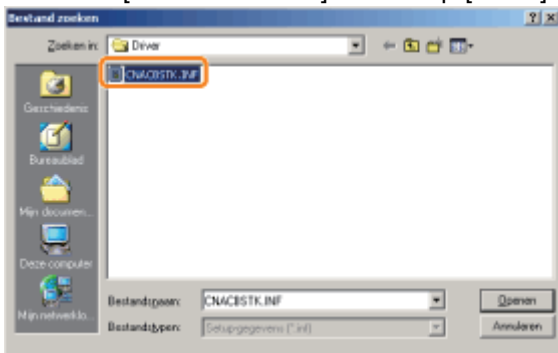 Bestand zoeken
Zoeken in: Driver
CNACBSTK.INF
Geschiedenis
Bureaublad
Mijn documen...
Deze computer
Mijn netwerklo...
Bestandsnaam: CNACBSTK.INF Openen
Bestandstypen: Setup-gegevens (*.inf) Annuleren